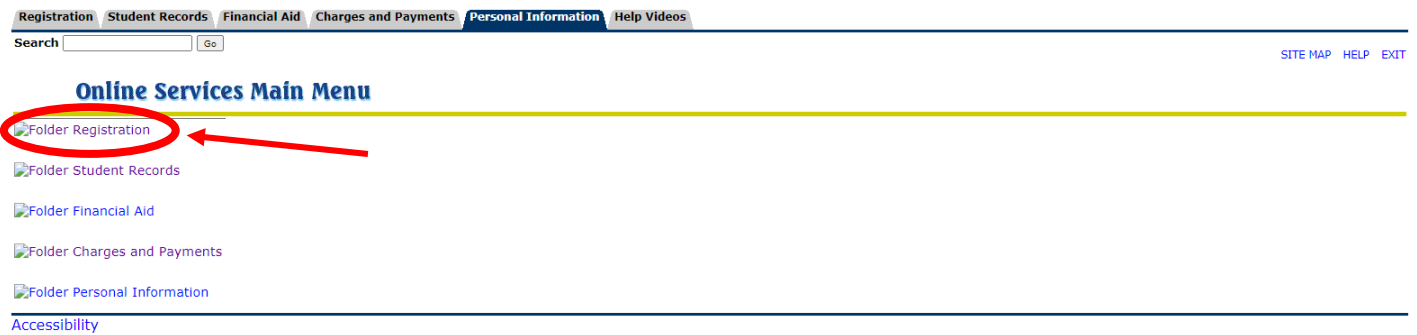 Registration Student Records Financial Aid Charges and Payments Personal Information Help Videos
Search Go
SITE MAP HELP EXIT
Online Services Main Menu
Folder Registration
Folder Student Records
Folder Financial Aid
Folder Charges and Payments
Folder Personal Information
Accessibility